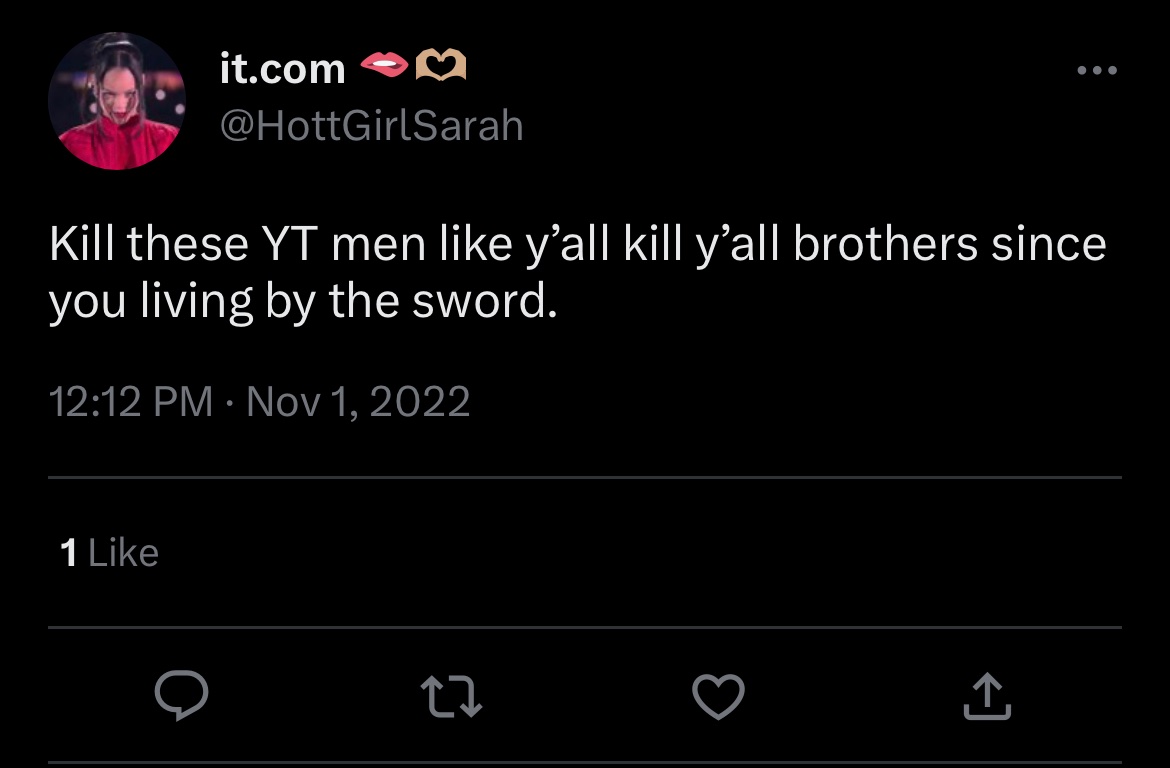 it.com 🫦🫶🏼
@HottGirlSarah
Kill these YT men like y’all kill y’all brothers since
you living by the sword.
12:12 PM · Nov 1, 2022
1 Like